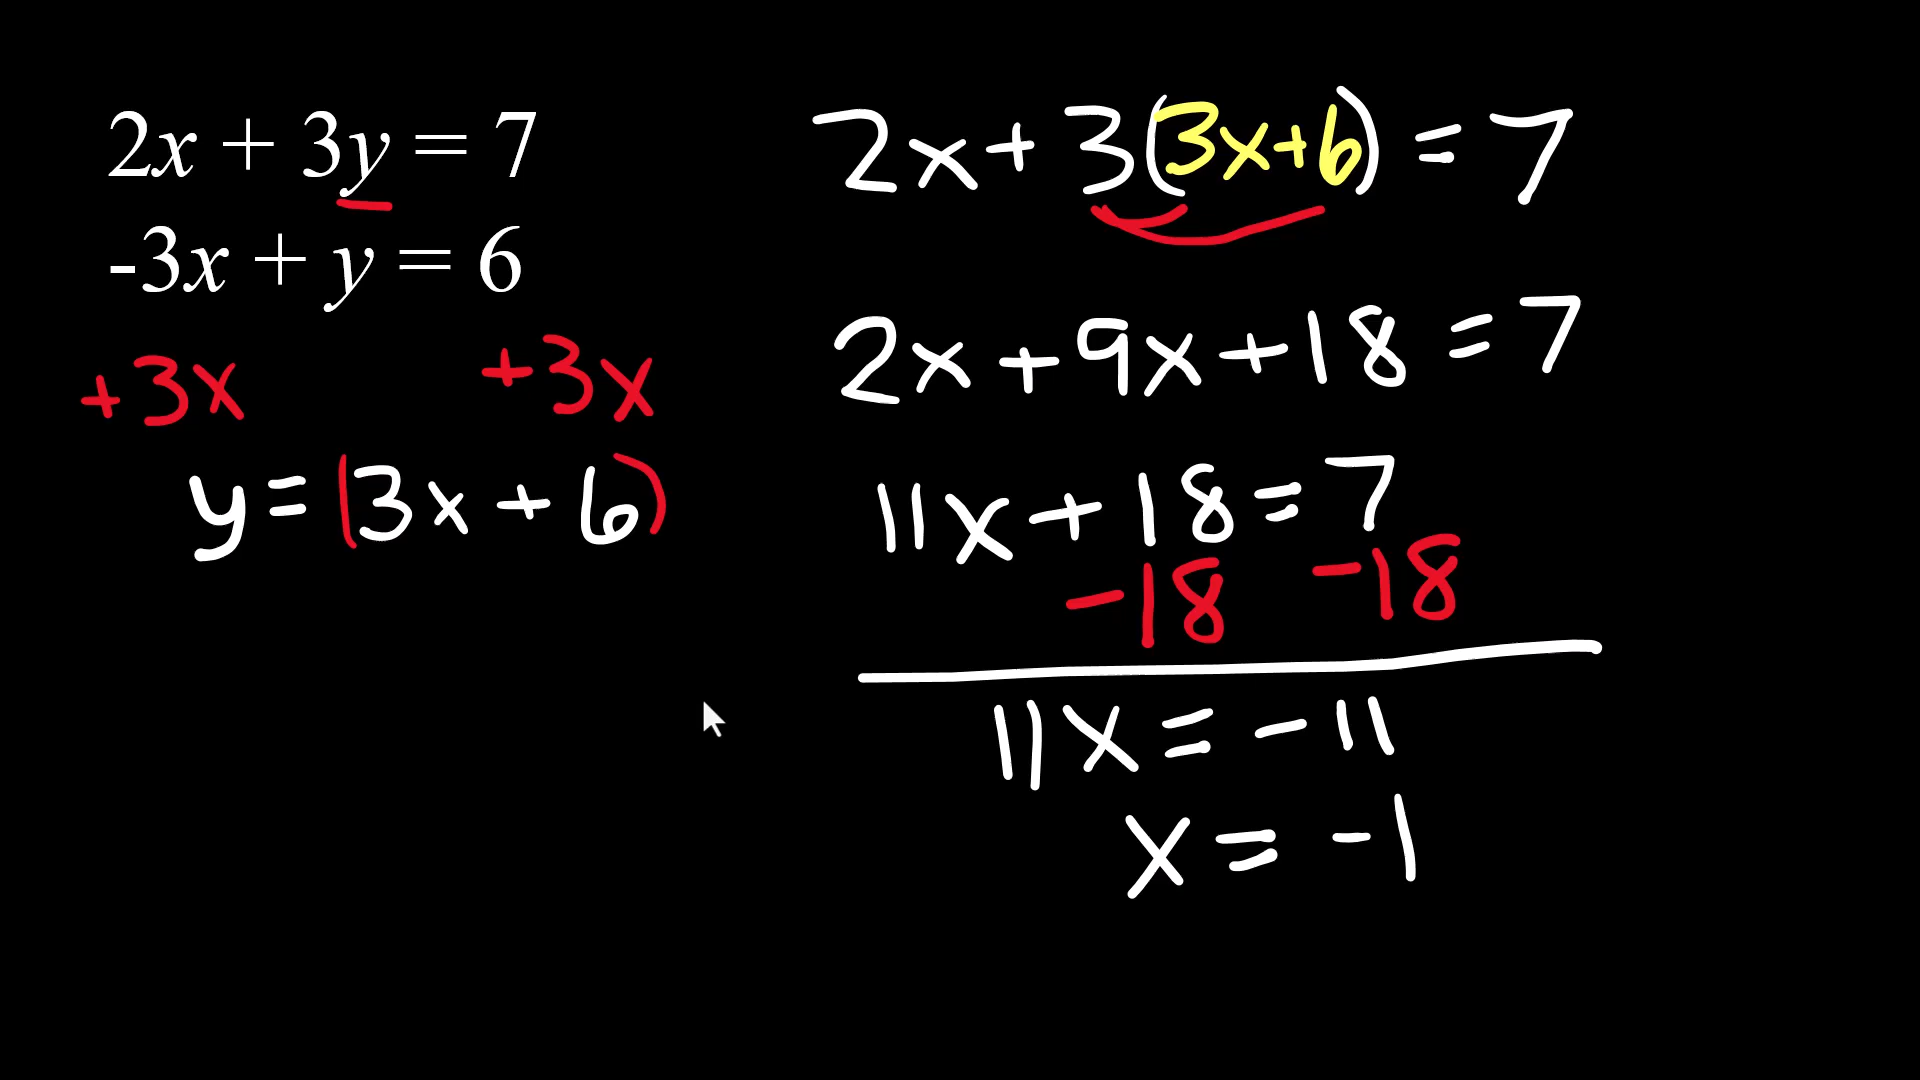 2x + 3y = 7
-3x + y = 6
+3x +3x
y = (3x + 6)
2x + 3(3x+6) = 7
2x + 9x + 18 = 7
11x + 18 = 7
-18 -18
11x = -11
x = -1